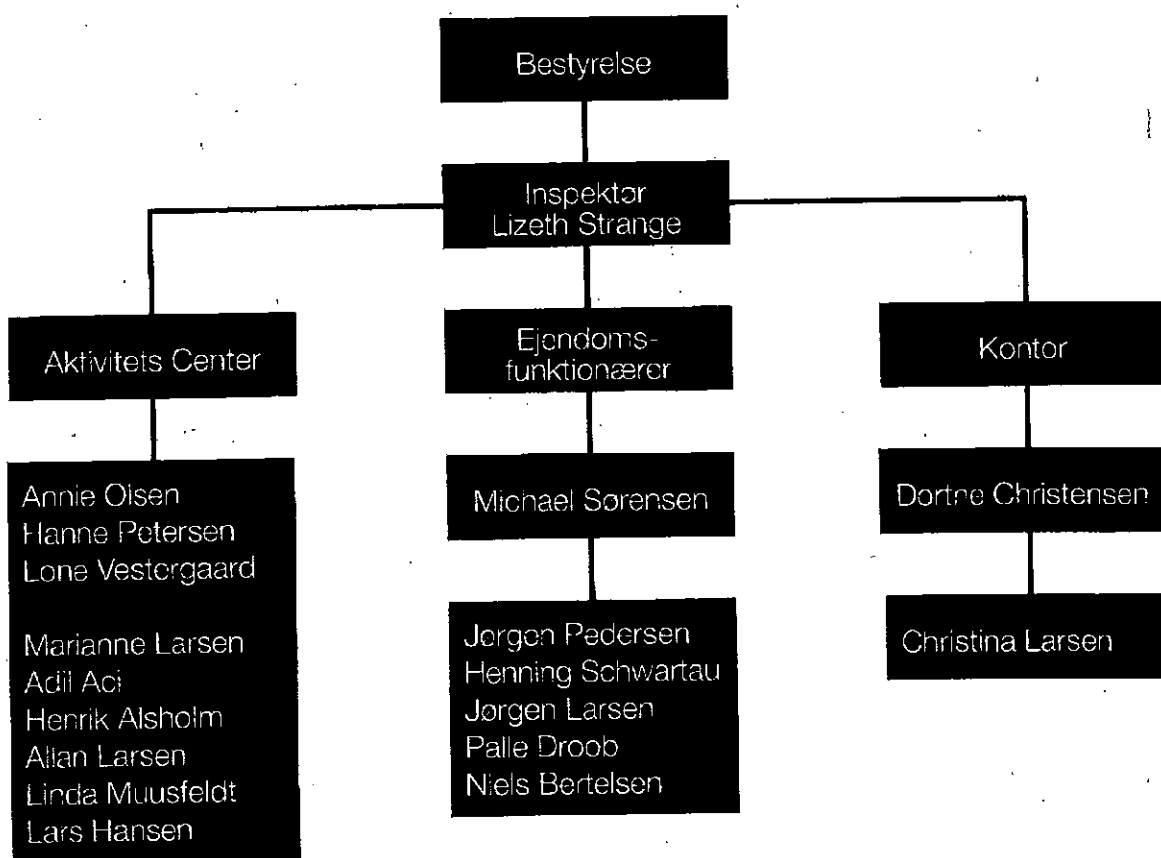 Bestyrelse
Inspektør
Lizeth Strange
Aktivitets Center
Annie Olsen
Hanne Petersen
Lone Vestergaard
Marianne Larsen
Adil Aci
Henrik Alsholm
Allan Larsen
Linda Muusfeldt
Lars Hansen
Ejendoms-
funktionærer
Michael Sørensen
Jørgen Pedersen
Henning Schwartau
Jørgen Larsen
Palle Droob
Niels Bertelsen
Kontor
Dorthe Christensen
Christina Larsen